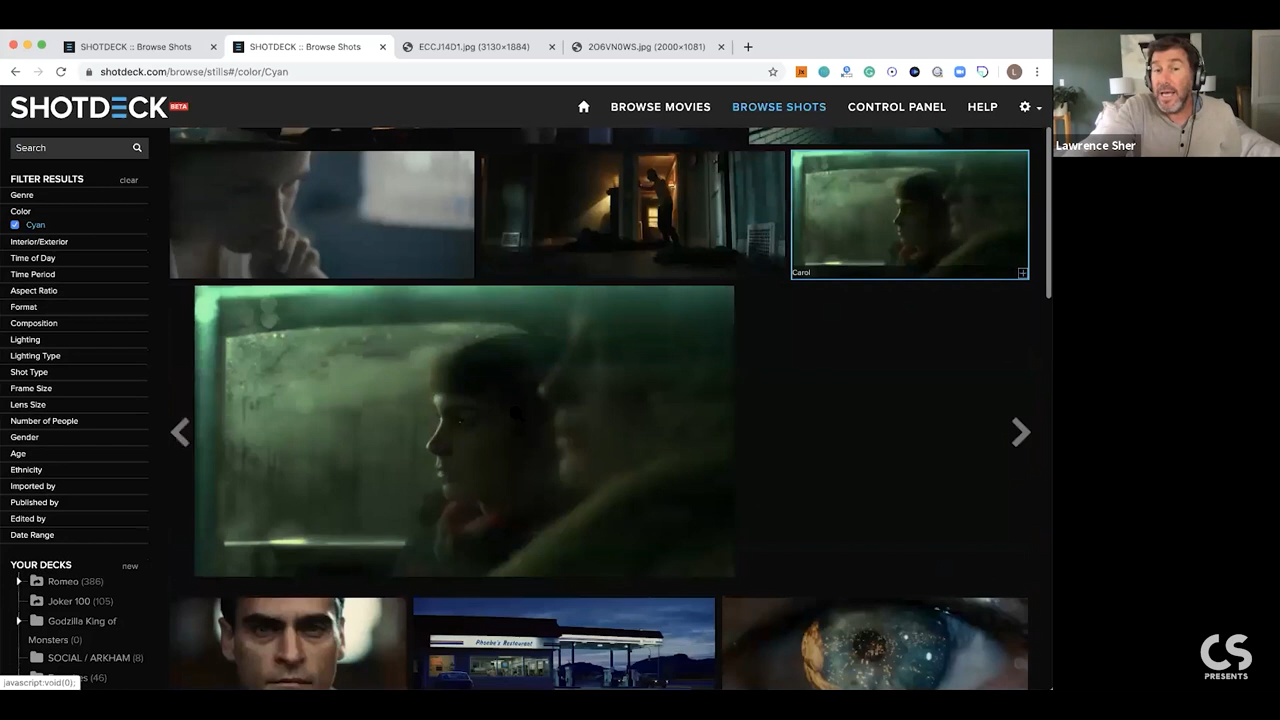 SHOTDECK :: Browse Shots
SHOTDECK :: Browse Shots
ECCJ14D1.jpg (3130×1884)
2O6VN0WS.jpg (2000×1081)
shotdeck.com/browse/stills#/color/Cyan
L
SHOTDECK BETA
BROWSE MOVIES
BROWSE SHOTS
CONTROL PANEL
HELP
Lawrence Sher
Search
FILTER RESULTS
clear
Genre
Color
Cyan
Interior/Exterior
Time of Day
Time Period
Aspect Ratio
Format
Composition
Lighting
Lighting Type
Shot Type
Frame Size
Lens Size
Number of People
Gender
Age
Ethnicity
Imported by
Published by
Edited by
Date Range
YOUR DECKS
new
Romeo (386)
Joker 100 (105)
Godzilla King of
Monsters (0)
SOCIAL / ARKHAM (8)
(46)
javascript:void(0);
Carol
Phoebe's Restaurant
CS
PRESENTS